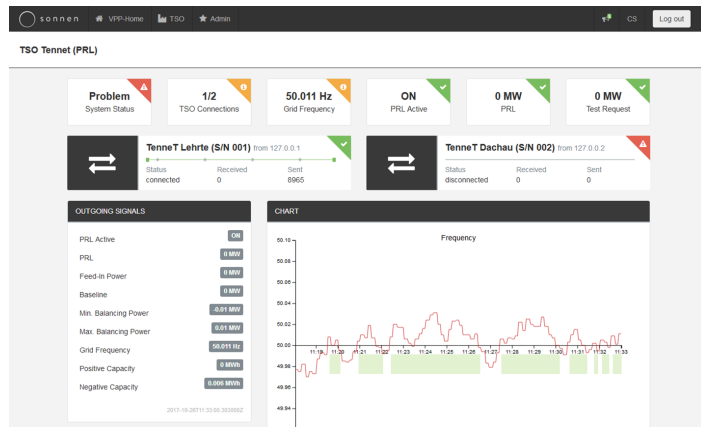 sonnen VPP-Home TSO Admin CS Log out
TSO Tennet (PRL)
Problem
System Status
1/2
TSO Connections
50.011 Hz
Grid Frequency
ON
PRL Active
0 MW
PRL
0 MW
Test Request
TenneT Lehrte (S/N 001) from 127.0.0.1
Status Received Sent
connected 0 8965
TenneT Dachau (S/N 002) from 127.0.0.2
Status Received Sent
disconnected 0 0
OUTGOING SIGNALS
PRL Active ON
PRL 0 MW
Feed-In Power 0 MW
Baseline 0 MW
Min. Balancing Power -0.01 MW
Max. Balancing Power 0.01 MW
Grid Frequency 50.011 Hz
Positive Capacity 0 MWh
Negative Capacity 0.006 MWh
CHART
Frequency
50.10
50.08
50.06
50.04
50.02
50.00
11:19 11:20 11:21 11:22 11:23 11:24 11:25 11:26 11:27 11:28 11:29 11:30 11:31 11:32 11:33
49.98
49.96
49.94